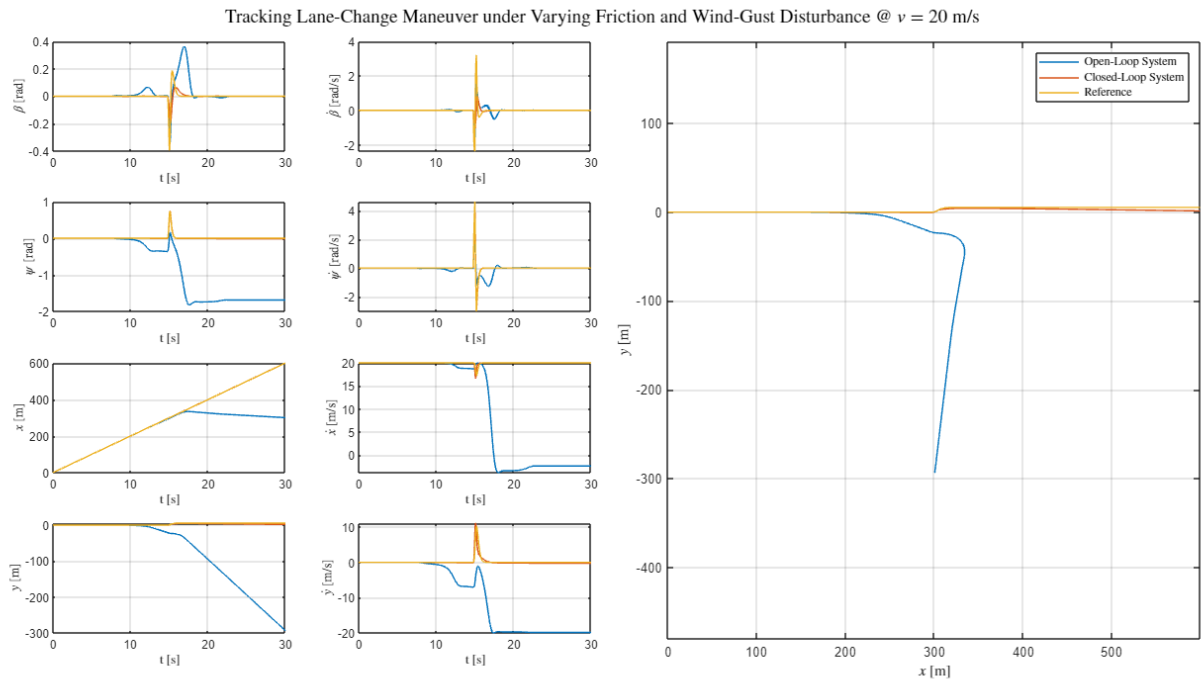 Tracking Lane-Change Maneuver under Varying Friction and Wind-Gust Disturbance @ v = 20 m/s
0.4
0.2
0
-0.2
-0.4
β [rad]
0 10 20 30
t [s]
4
2
0
-2
β̇ [rad/s]
0 10 20 30
t [s]
1
0
-1
-2
ψ [rad]
0 10 20 30
t [s]
4
2
0
-2
ψ̇ [rad/s]
0 10 20 30
t [s]
600
400
200
0
x [m]
0 10 20 30
t [s]
20
15
10
5
0
ẋ [m/s]
0 10 20 30
t [s]
0
-100
-200
-300
y [m]
0 10 20 30
t [s]
10
0
-10
-20
ẏ [m/s]
0 10 20 30
t [s]
Open-Loop System
Closed-Loop System
Reference
100
0
-100
-200
-300
-400
y [m]
0 100 200 300 400 500
x [m]